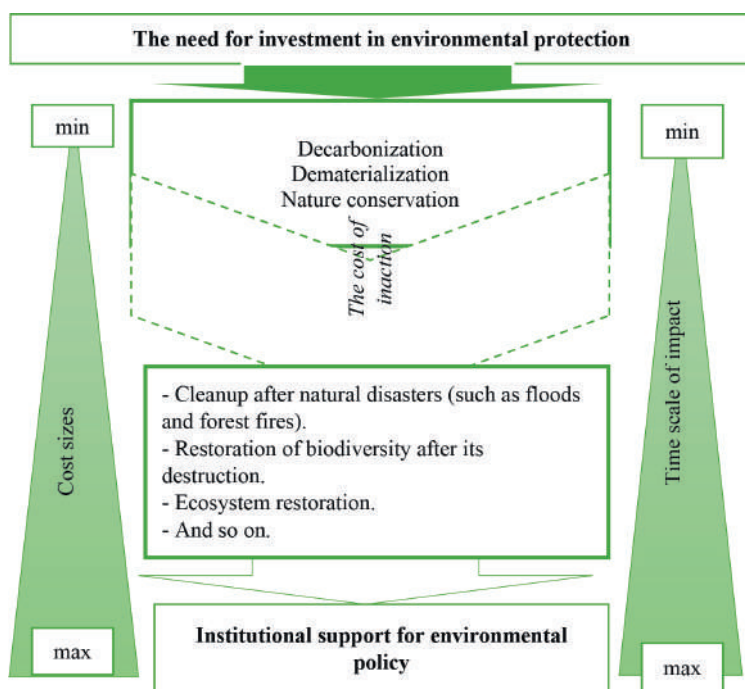 The need for investment in environmental protection
min
min
Decarbonization
Dematerialization
Nature conservation
The cost of
inaction
- Cleanup after natural disasters (such as floods
and forest fires).
- Restoration of biodiversity after its
destruction.
- Ecosystem restoration.
- And so on.
Cost sizes
Time scale of impact
Institutional support for environmental
policy
max
max